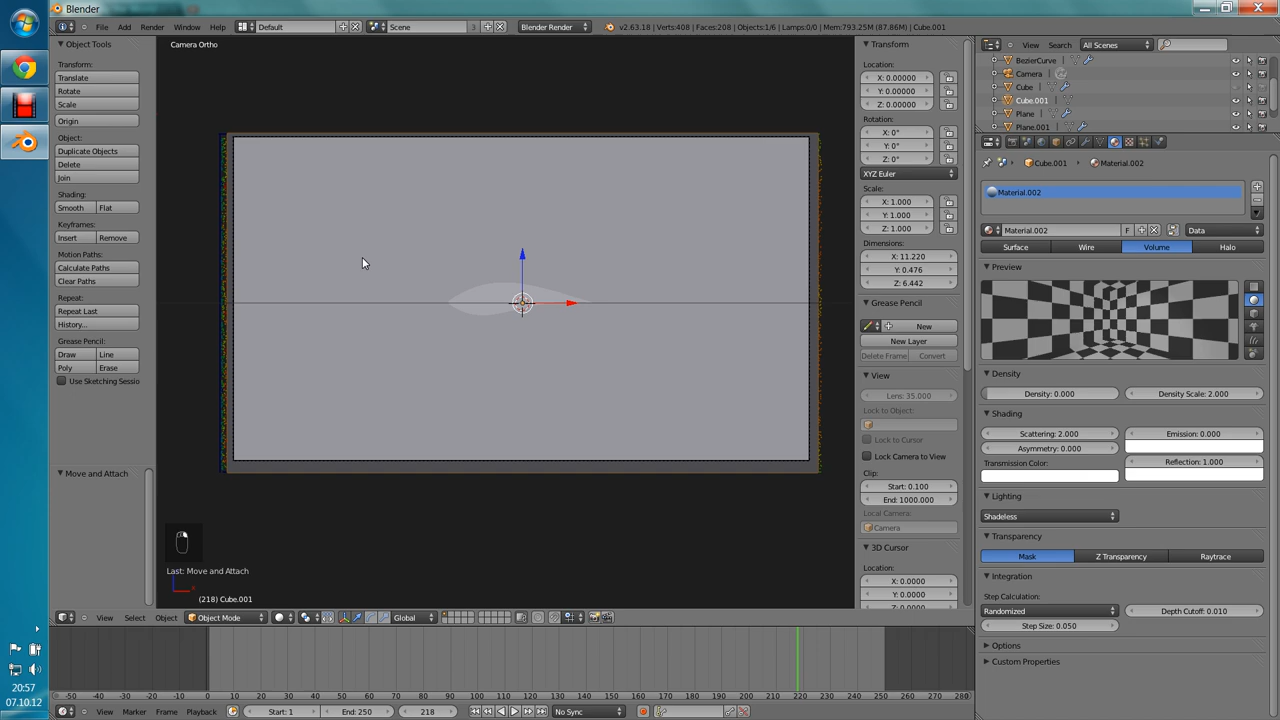 Blender
File Add Render Window Help Default Scene 3 Blender Render v2.63.18 | Verts:408 | Faces:208 | Objects:1/6 | Lamps:0/0 | Mem:793.25M (87.86M) | Cube.001
Object Tools
Transform:
Translate
Rotate
Scale
Origin
Object:
Duplicate Objects
Delete
Join
Shading:
Smooth Flat
Keyframes:
Insert Remove
Motion Paths:
Calculate Paths
Clear Paths
Repeat:
Repeat Last
History...
Grease Pencil:
Draw Line
Poly Erase
Use Sketching Sessio
Move and Attach
Camera Ortho
Last: Move and Attach
(218) Cube.001
View Select Object Object Mode Global
Transform
Location:
X: 0.00000
Y: 0.00000
Z: 0.00000
Rotation:
X: 0°
Y: 0°
Z: 0°
XYZ Euler
Scale:
X: 1.000
Y: 1.000
Z: 1.000
Dimensions:
X: 11.220
Y: 0.476
Z: 6.442
Grease Pencil
New
New Layer
Delete Frame Convert
View
Lens: 35.000
Lock to Object:
Lock to Cursor
Lock Camera to View
Clip:
Start: 0.100
End: 1000.000
Local Camera:
Camera
3D Cursor
Location:
X: 0.0000
Y: 0.0000
Z: 0.0000
View Search All Scenes
BezierCurve
Camera
Cube
Cube.001
Plane
Plane.001
Cube.001 Material.002
Material.002
Material.002 F Data
Surface Wire Volume Halo
Preview
Density
Density: 0.000 Density Scale: 2.000
Shading
Scattering: 2.000 Emission: 0.000
Asymmetry: 0.000
Transmission Color: Reflection: 1.000
Lighting
Shadeless
Transparency
Mask Z Transparency Raytrace
Integration
Step Calculation:
Randomized Depth Cutoff: 0.010
Step Size: 0.050
Options
Custom Properties
-50 -40 -30 -20 -10 0 10 20 30 40 50 60 70 80 90 100 110 120 130 140 150 160 170 180 190 200 210 220 230 240 250 260 270 280
View Marker Frame Playback Start: 1 End: 250 218 No Sync
20:57
07.10.12